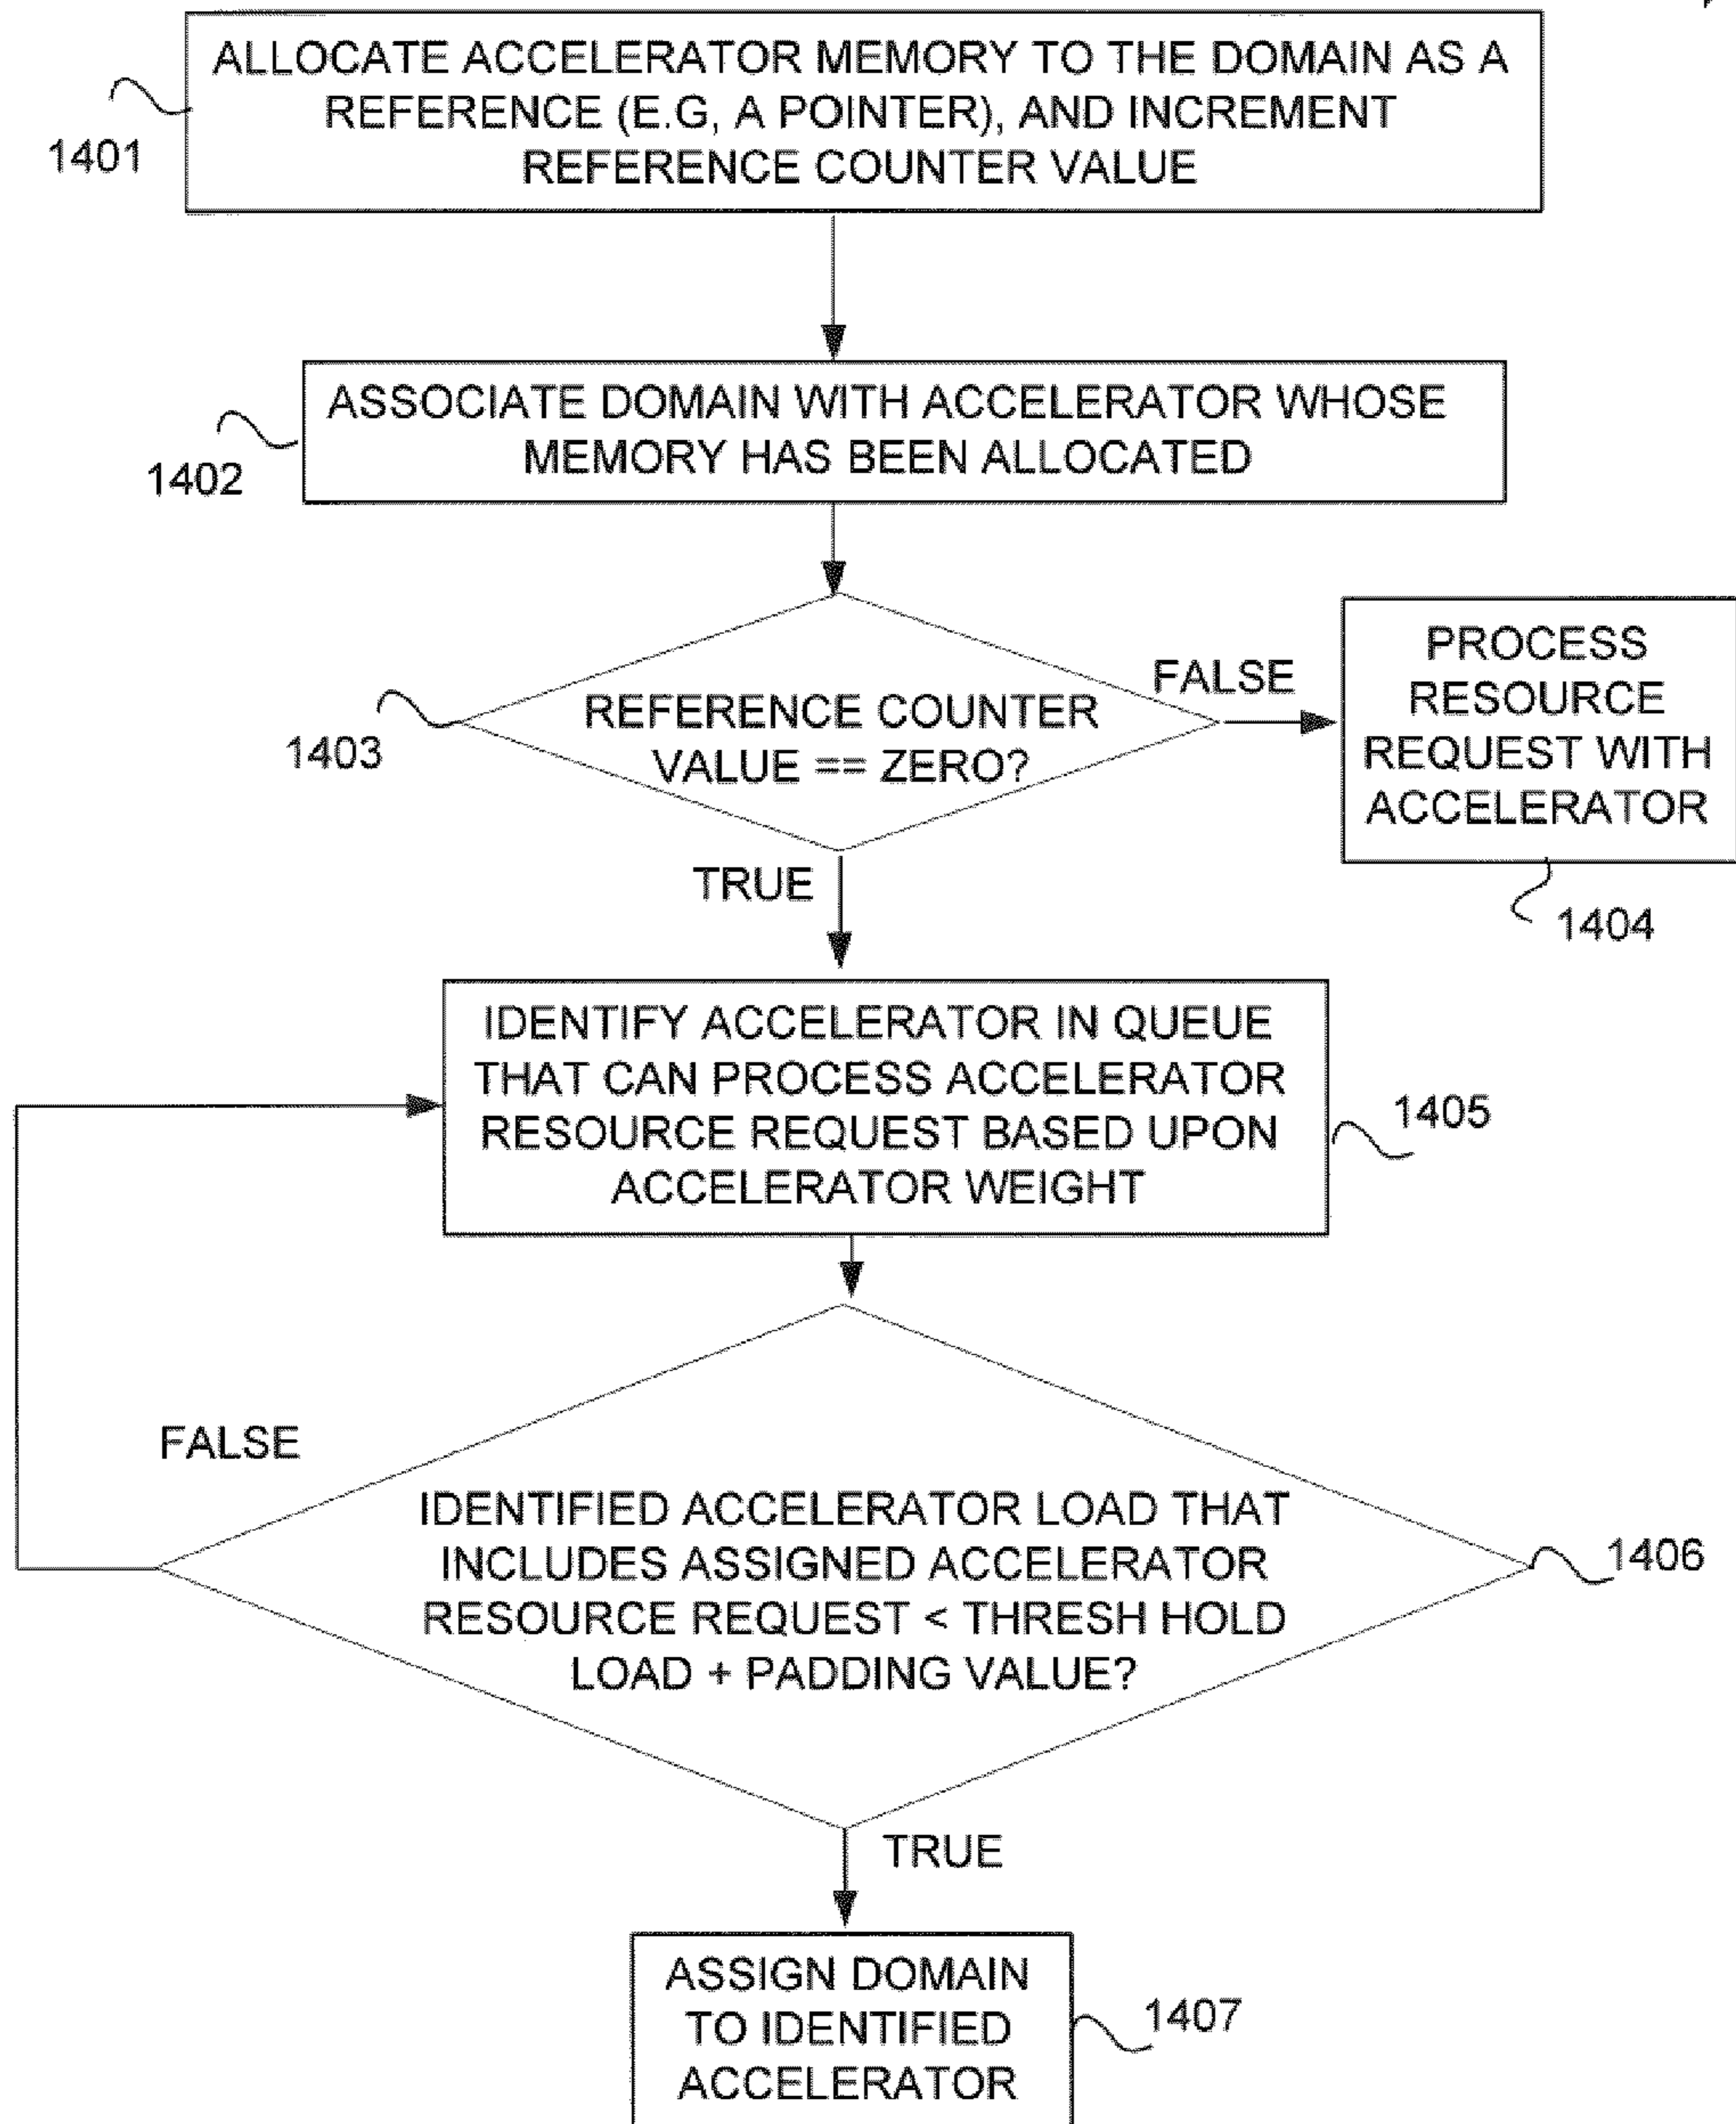 ALLOCATE ACCELERATOR MEMORY TO THE DOMAIN AS A
REFERENCE (E.G, A POINTER), AND INCREMENT
REFERENCE COUNTER VALUE
1401
ASSOCIATE DOMAIN WITH ACCELERATOR WHOSE
MEMORY HAS BEEN ALLOCATED
1402
REFERENCE COUNTER
VALUE == ZERO?
1403
FALSE
PROCESS
RESOURCE
REQUEST WITH
ACCELERATOR
1404
TRUE
IDENTIFY ACCELERATOR IN QUEUE
THAT CAN PROCESS ACCELERATOR
RESOURCE REQUEST BASED UPON
ACCELERATOR WEIGHT
1405
FALSE
IDENTIFIED ACCELERATOR LOAD THAT
INCLUDES ASSIGNED ACCELERATOR
RESOURCE REQUEST < THRESH HOLD
LOAD + PADDING VALUE?
1406
TRUE
ASSIGN DOMAIN
TO IDENTIFIED
ACCELERATOR
1407